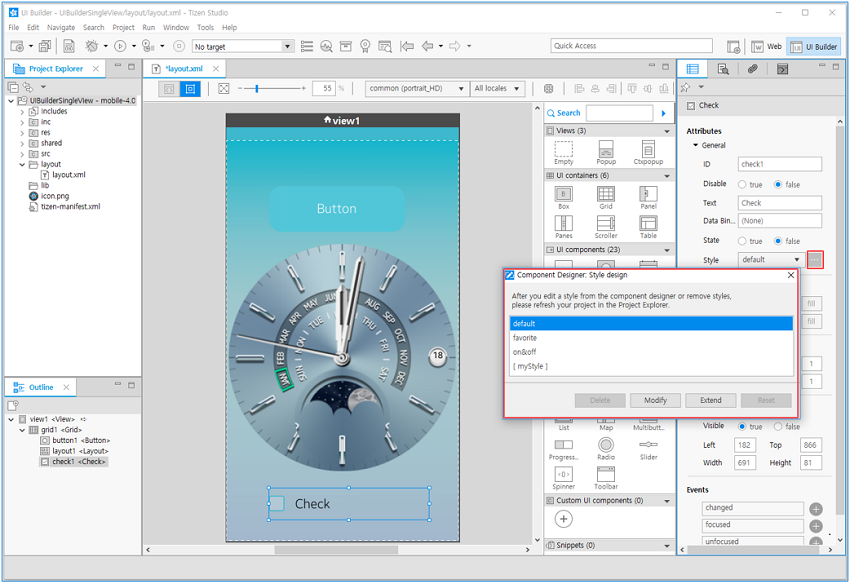 UI Builder - UIBuilderSingleView/layout/layout.xml - Tizen Studio
File Edit Navigate Search Project Run Window Tools Help
No target
Quick Access
Web
UI Builder
Project Explorer
UIBuilderSingleView - mobile-4.0
Includes
inc
res
shared
src
layout
layout.xml
lib
icon.png
tizen-manifest.xml
Outline
view1 <View>
grid1 <Grid>
button1 <Button>
layout1 <Layout>
check1 <Check>
*layout.xml
55 %
common (portrait_HD)
All locales
view1
Button
JAN FEB MAR APR MAY JUN AUG SEP OCT NOV DEC
SUN MON TUE THU FRI SAT
18
Check
Search
Views (3)
Empty Popup Ctxpopup
UI containers (6)
Box Grid Panel
Panes Scroller Table
UI components (23)
List Map Multibutt..
Progress.. Radio Slider
Spinner Toolbar
Custom UI components (0)
Snippets (0)
Check
Attributes
General
ID check1
Disable true false
Text Check
Data Bin... (None)
State true false
Style default ...
fill
fill
1
1
Visible true false
Left 182 Top 866
Width 691 Height 81
Events
changed
focused
unfocused
Component Designer: Style design
After you edit a style from the component designer or remove styles,
please refresh your project in the Project Explorer.
default
favorite
on&off
[ myStyle ]
Delete Modify Extend Reset